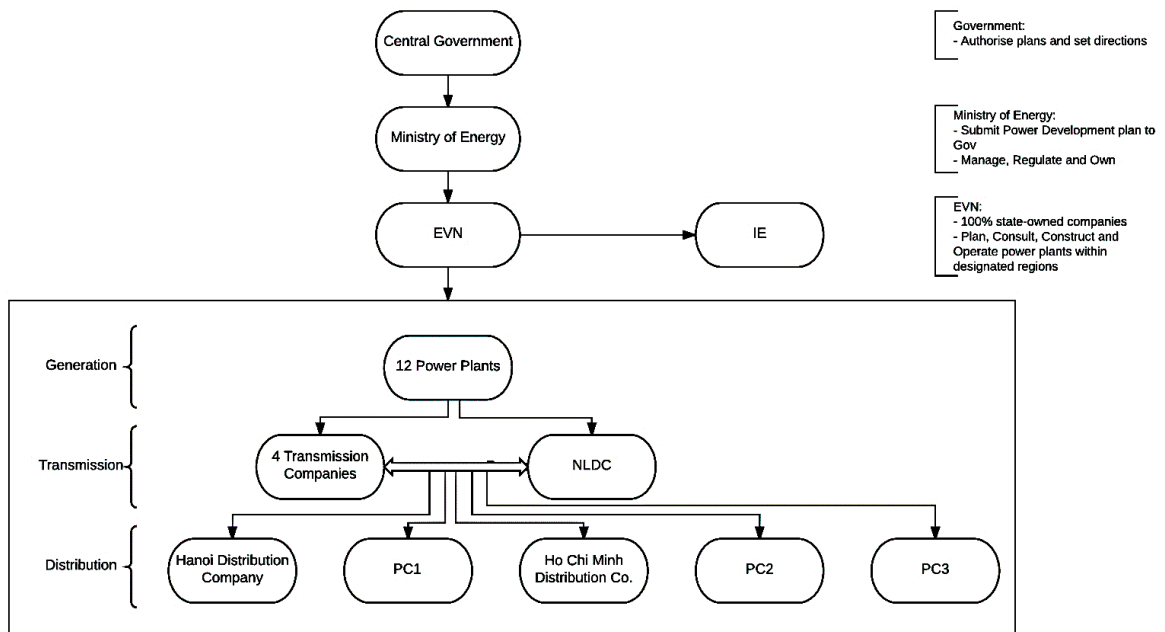 Central Government
Government:
- Authorise plans and set directions
Ministry of Energy
Ministry of Energy:
- Submit Power Development plan to
Gov
- Manage, Regulate and Own
EVN
IE
EVN:
- 100% state-owned companies
- Plan, Consult, Construct and
Operate power plants within
designated regions
Generation
12 Power Plants
Transmission
4 Transmission
Companies
NLDC
Distribution
Hanoi Distribution
Company
PC1
Ho Chi Minh
Distribution Co.
PC2
PC3